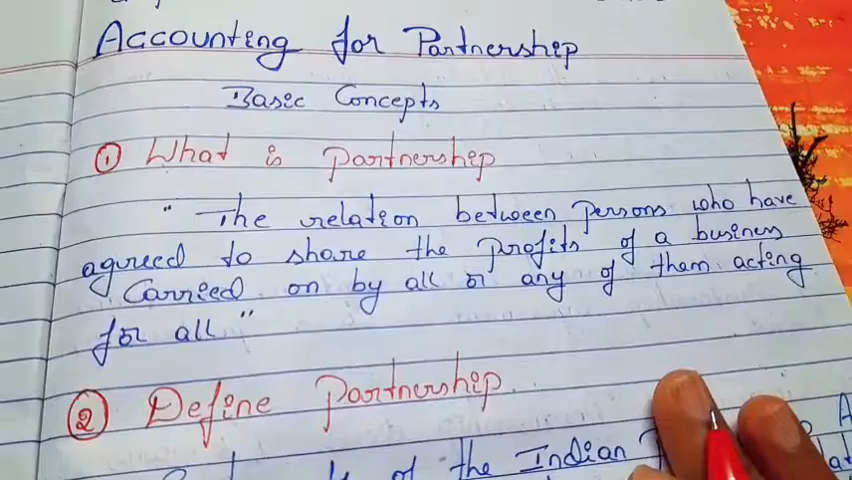 Accounting for Partnership
Basic Concepts
① What is partnership
" The relation between persons who have
agreed to share the profits of a business
Carried on by all or any of them acting
for all "
② Define partnership
of the Indian